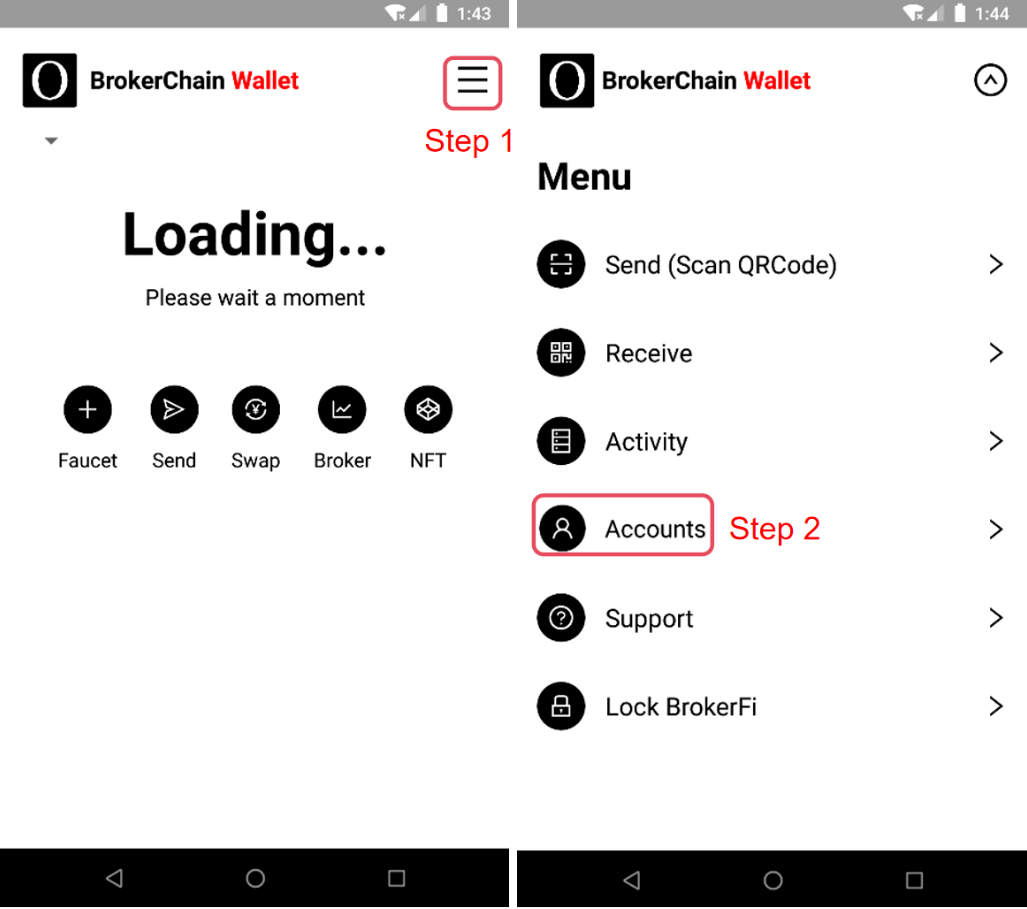 1:43
BrokerChain Wallet
Step 1
Loading...
Please wait a moment
Faucet Send Swap Broker NFT
1:44
BrokerChain Wallet
Menu
Send (Scan QRCode)
Receive
Activity
Accounts Step 2
Support
Lock BrokerFi